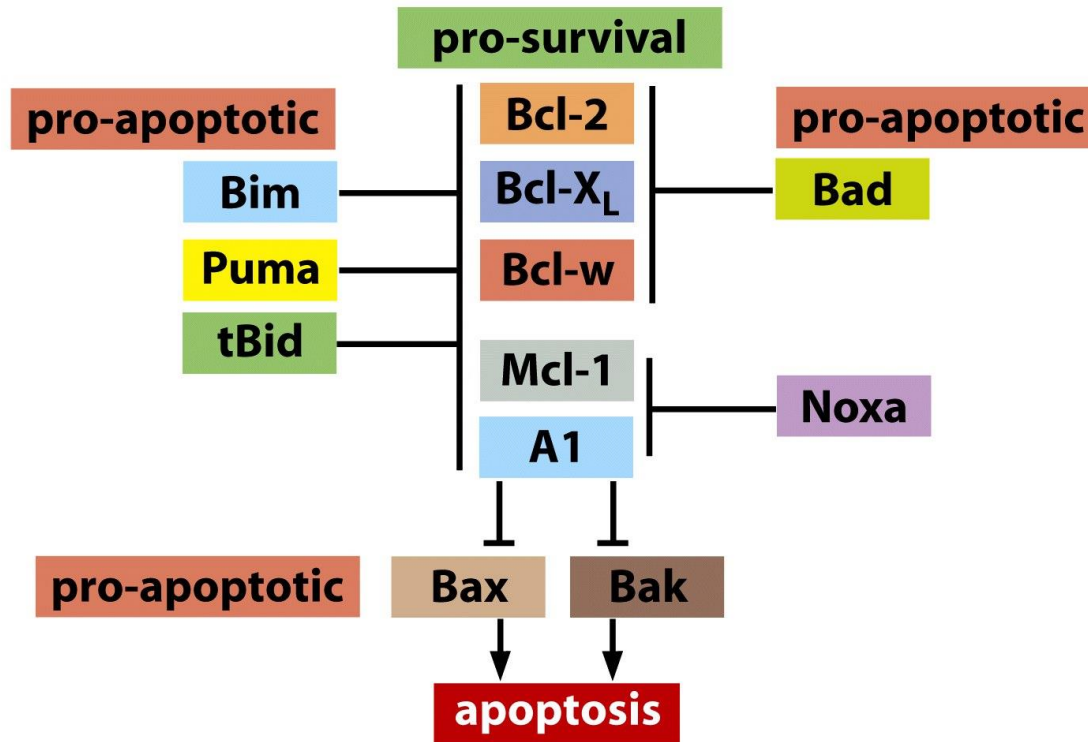 pro-survival
pro-apoptotic
Bcl-2
pro-apoptotic
Bim
Bcl-XL
Bad
Puma
Bcl-w
tBid
Mcl-1
Noxa
A1
pro-apoptotic
Bax
Bak
apoptosis